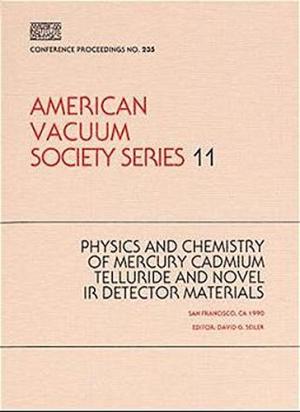 CONFERENCE PROCEEDINGS NO. 235
AMERICAN
VACUUM
SOCIETY SERIES 11
PHYSICS AND CHEMISTRY
OF MERCURY CADMIUM
TELLURIDE AND NOVEL
IR DETECTOR MATERIALS
SAN FRANCISCO, CA 1990
EDITOR: DAVID G. SEILER